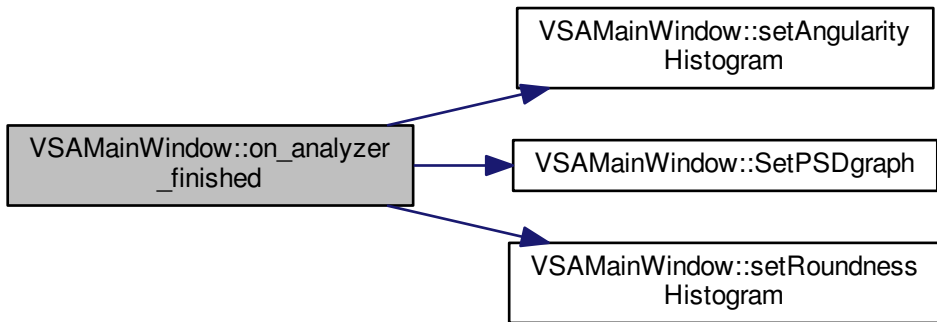 VSAMainWindow::on_analyzer
_finished
VSAMainWindow::setAngularity
Histogram
VSAMainWindow::SetPSDgraph
VSAMainWindow::setRoundness
Histogram